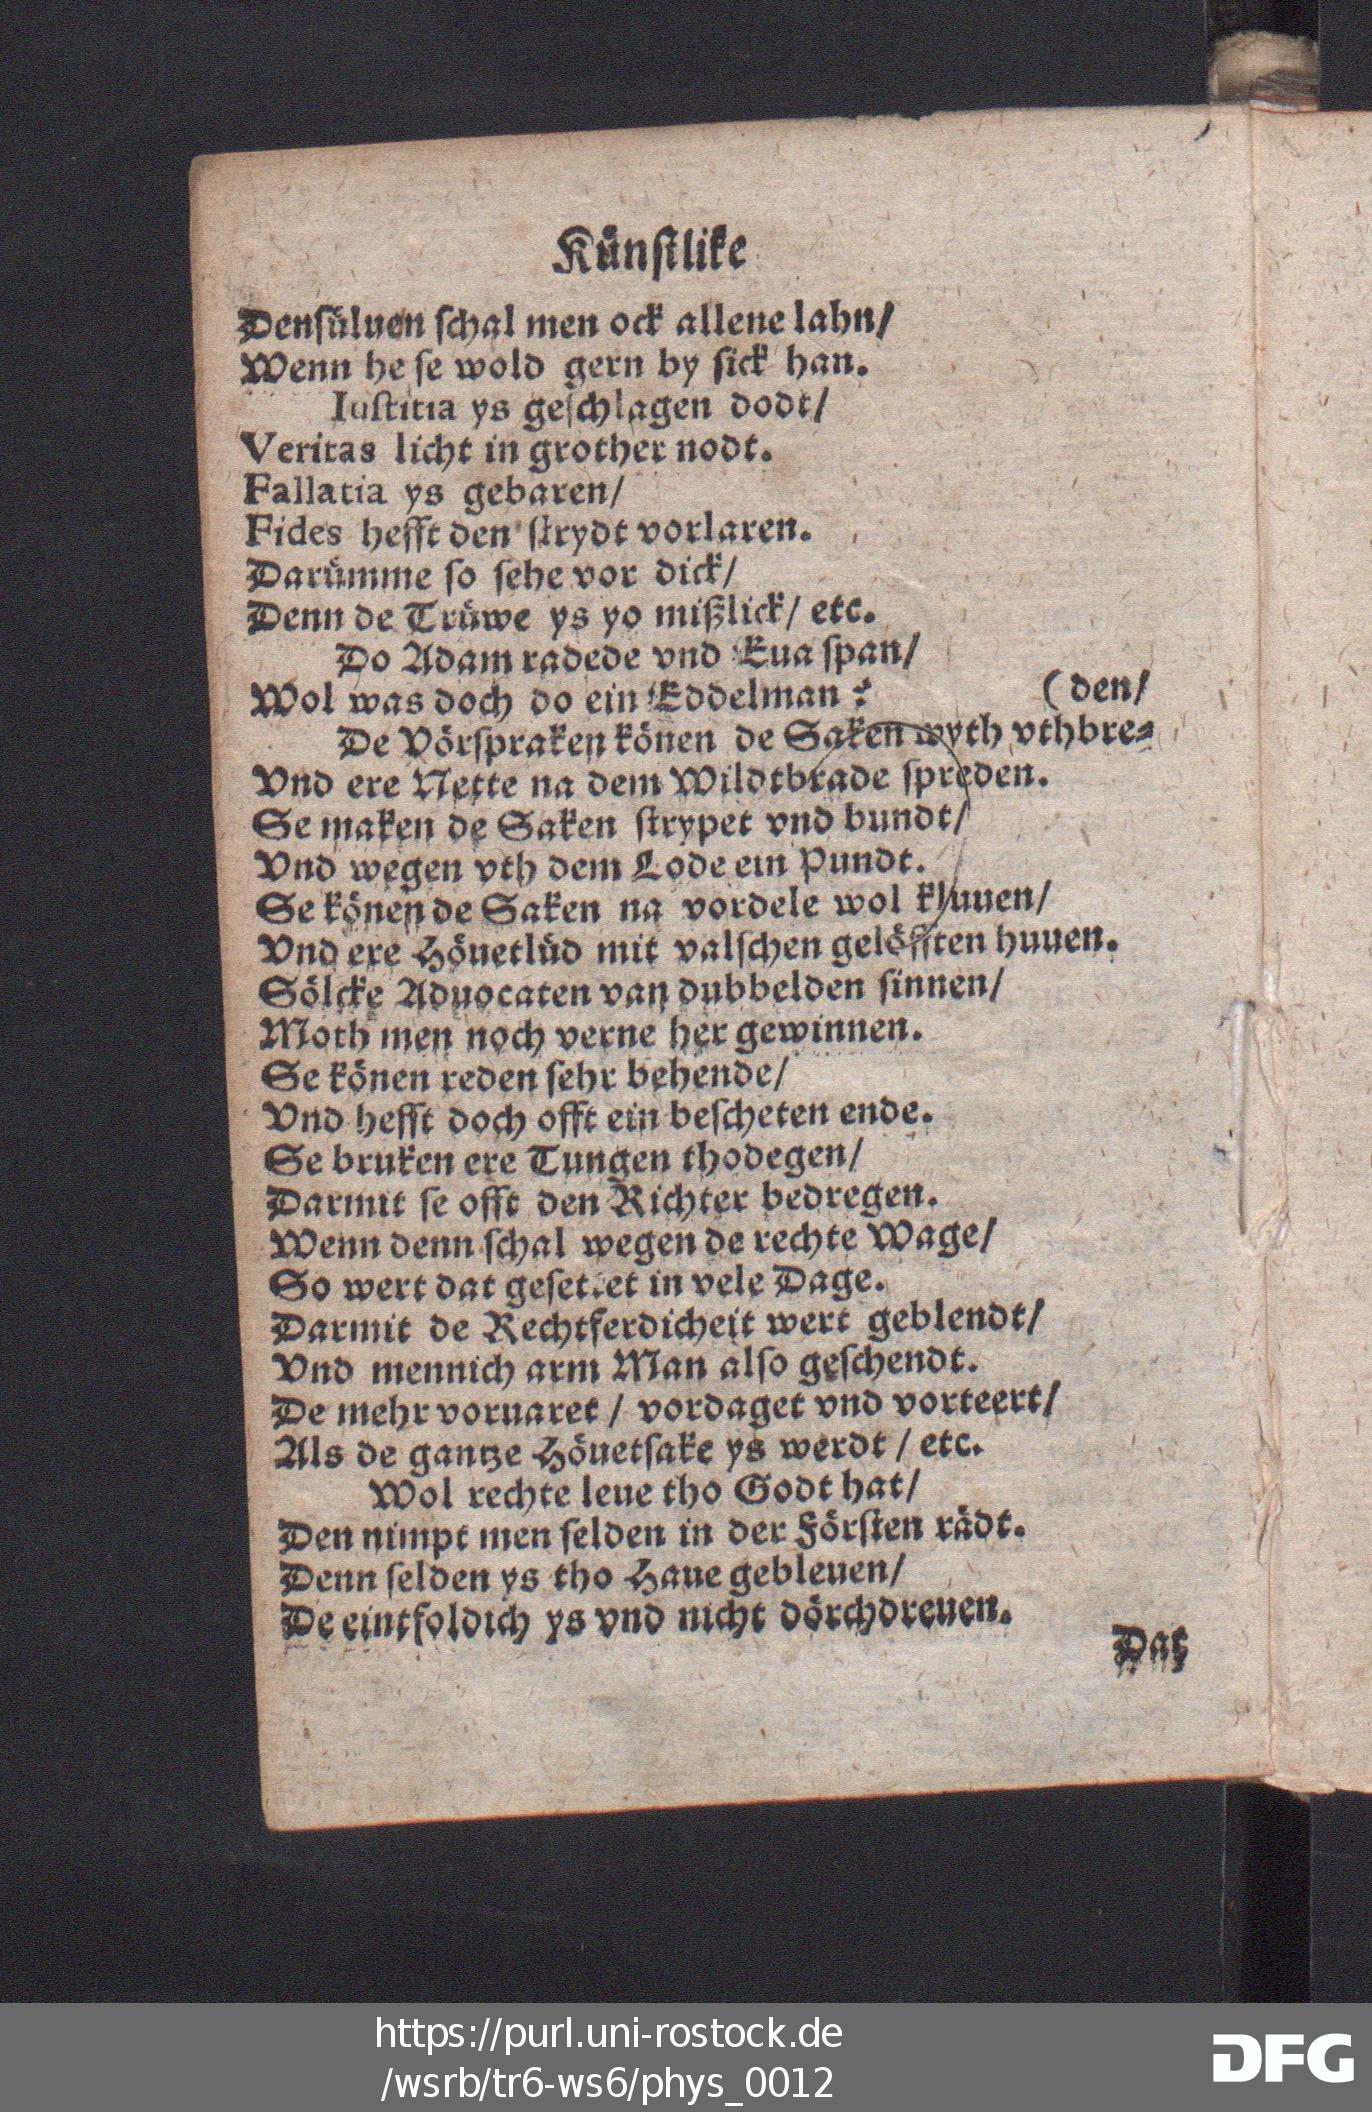 Künstlike
Densüluen schal men ock allene lahn/
Wenn he se wold gern by sick han.
Iustitia ys geschlagen dodt/
Veritas licht in grother nodt.
Fallatia ys gebaren/
Fides hefft den strydt vorlaren.
Darümme so sehe vor dick/
Denn de Trüwe ys yo mißlick/ etc.
Do Adam radede vnd Eua span/
Wol was doch do ein Eddelman? (den/
De Vörspraken könen de Saken wyth vthbre⸗
Vnd ere Nette na dem Wildtbrade spreden.
Se maken de Saken strypet vnd bundt/
Vnd wegen vth dem Lode ein Pundt.
Se könen de Saken na vordele wol kluuen/
Vnd ere Höuetlüd mit valschen gelöfften huuen.
Sölcke Aduocaten van dubbelden sinnen/
Moth men noch verne her gewinnen.
Se könen reden sehr behende/
Vnd hefft doch offt ein bescheten ende.
Se bruken ere Tungen thodegen/
Darmit se offt den Richter bedregen.
Wenn denn schal wegen de rechte Wage/
So wert dat gesettet in vele Dage.
Darmit de Rechtferdicheit wert geblendt/
Vnd mennich arm Man also geschendt.
De mehr voruaret / vordaget vnd vorteert/
Als de gantze Höuetsake ys werdt / etc.
Wol rechte leue tho Godt hat/
Den nimpt men selden in der Försten rädt.
Denn selden ys tho Haue gebleuen/
De eintfoldich ys vnd nicht dörchdreuen.
Dat
https://purl.uni-rostock.de
/wsrb/tr6-ws6/phys_0012
DFG